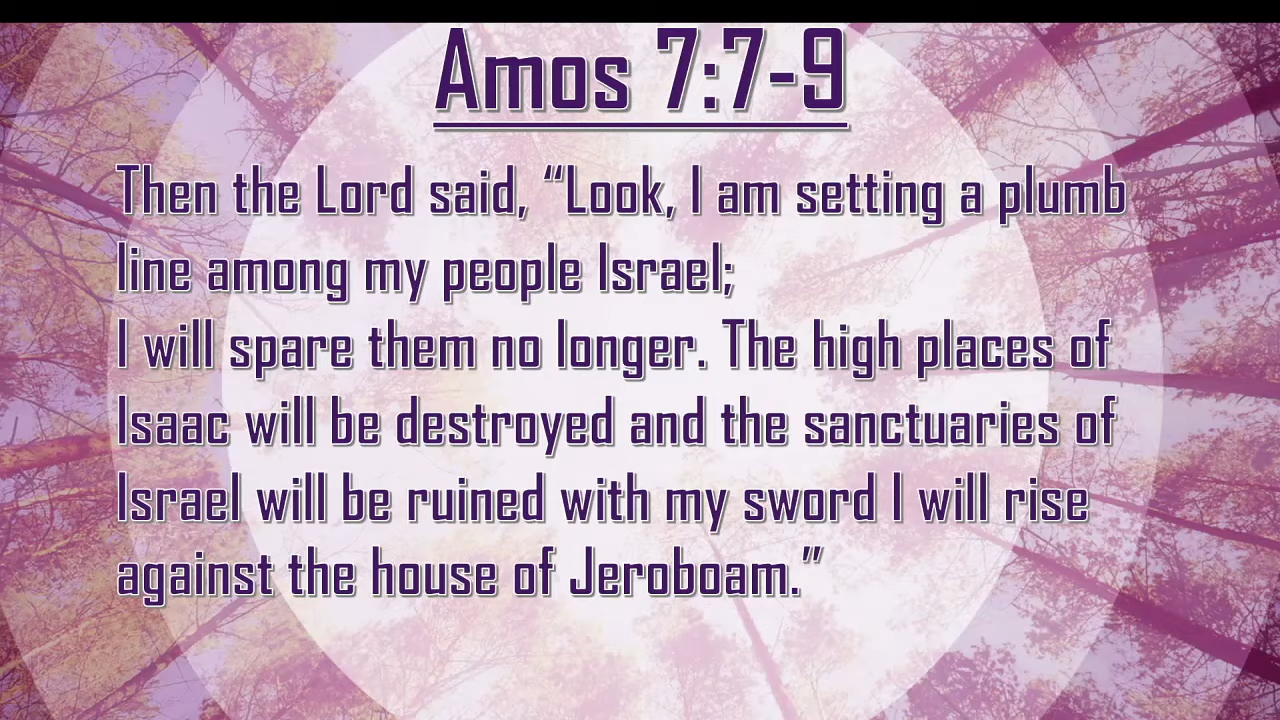 Amos 7:7-9
Then the Lord said, “Look, I am setting a plumb
line among my people Israel;
I will spare them no longer. The high places of
Isaac will be destroyed and the sanctuaries of
Israel will be ruined with my sword I will rise
against the house of Jeroboam.”